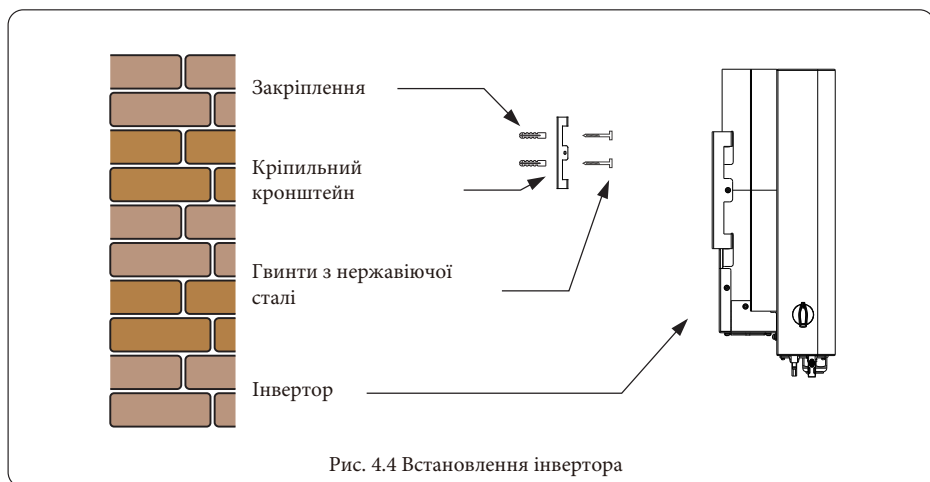 Закріплення
Кріпильний
кронштейн
Гвинти з нержавіючої
сталі
Інвертор
Рис. 4.4 Встановлення інвертора